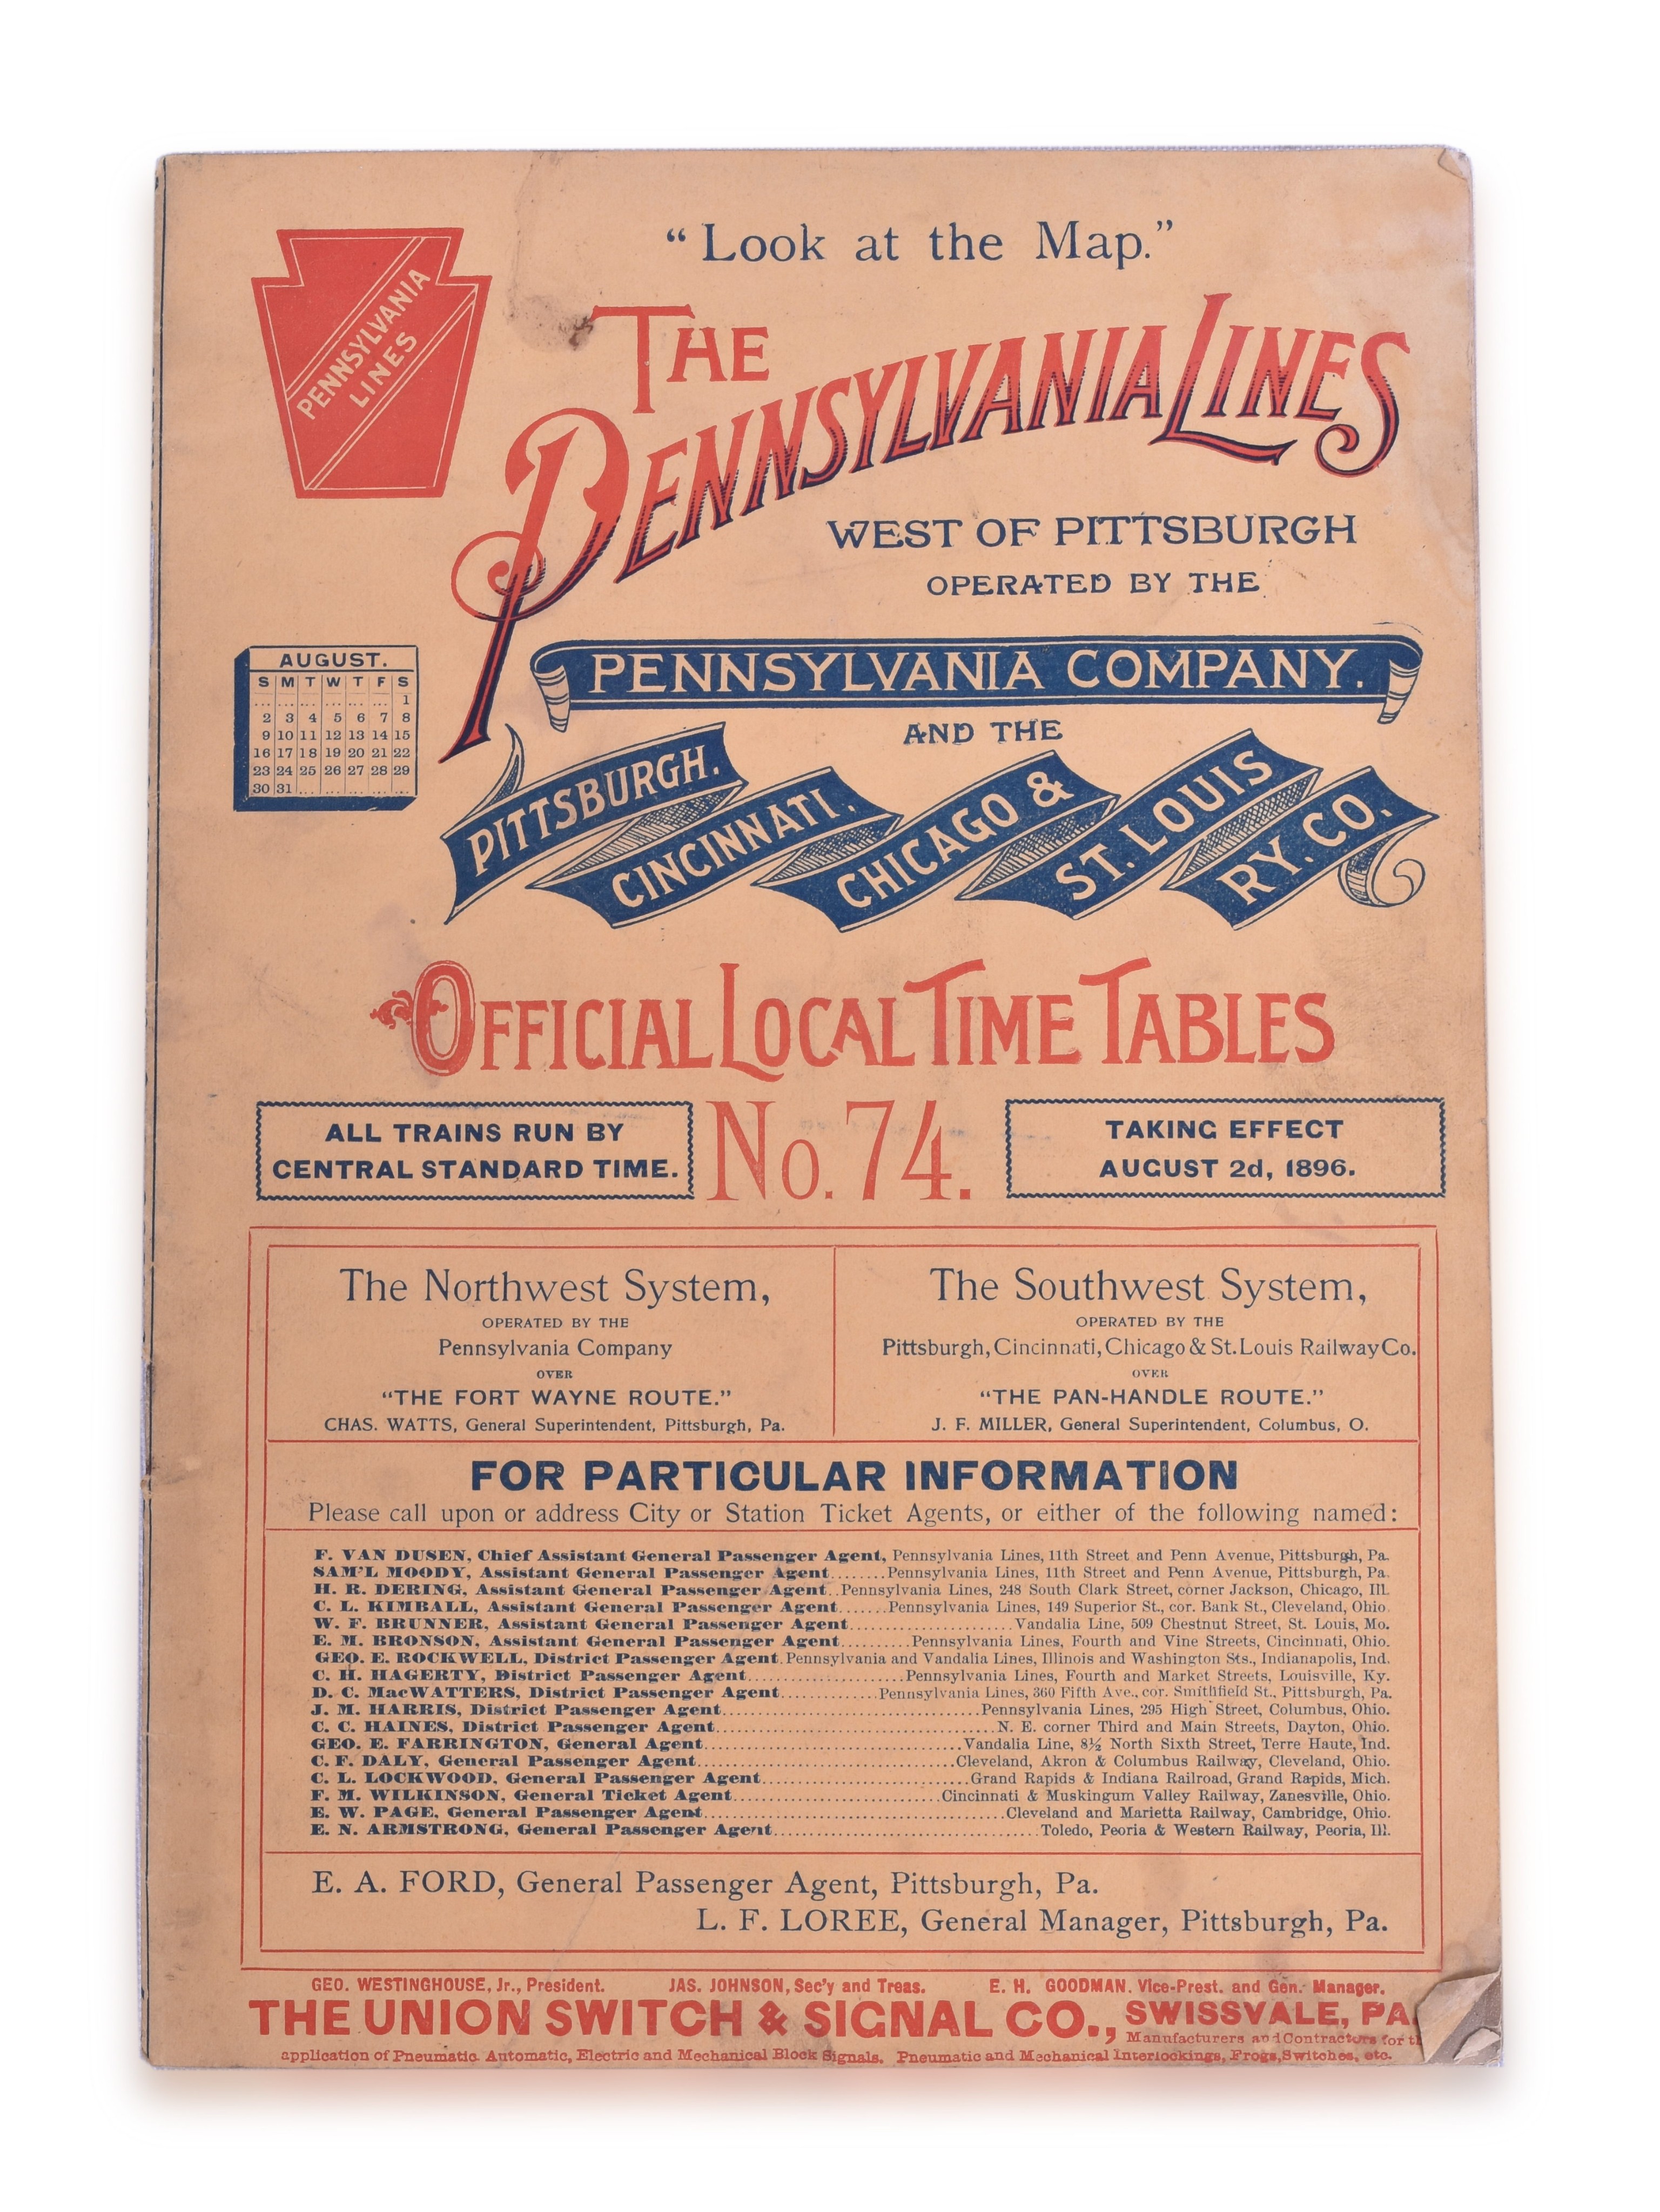 “Look at the Map.”
PENNSYLVANIA
LINES
THE
PENNSYLVANIA LINES
WEST OF PITTSBURGH
OPERATED BY THE
PENNSYLVANIA COMPANY.
AND THE
PITTSBURGH.
CINCINNATI.
CHICAGO &
ST. LOUIS
RY. CO.
AUGUST.
S M T W T F S
... ... ... ... ... ... 1
2 3 4 5 6 7 8
9 10 11 12 13 14 15
16 17 18 19 20 21 22
23 24 25 26 27 28 29
30 31 ... ... ... ... ...
OFFICIAL LOCAL TIME TABLES
ALL TRAINS RUN BY
CENTRAL STANDARD TIME.
No. 74.
TAKING EFFECT
AUGUST 2d, 1896.
The Northwest System,
OPERATED BY THE
Pennsylvania Company
OVER
“THE FORT WAYNE ROUTE.”
CHAS. WATTS, General Superintendent, Pittsburgh, Pa.
The Southwest System,
OPERATED BY THE
Pittsburgh, Cincinnati, Chicago & St. Louis Railway Co.
OVER
“THE PAN-HANDLE ROUTE.”
J. F. MILLER, General Superintendent, Columbus, O.
FOR PARTICULAR INFORMATION
Please call upon or address City or Station Ticket Agents, or either of the following named:
F. VAN DUSEN, Chief Assistant General Passenger Agent, Pennsylvania Lines, 11th Street and Penn Avenue, Pittsburgh, Pa.
SAM'L MOODY, Assistant General Passenger Agent........Pennsylvania Lines, 11th Street and Penn Avenue, Pittsburgh, Pa.
H. R. DERING, Assistant General Passenger Agent..Pennsylvania Lines, 248 South Clark Street, corner Jackson, Chicago, Ill.
C. L. KIMBALL, Assistant General Passenger Agent.......Pennsylvania Lines, 149 Superior St., cor. Bank St., Cleveland, Ohio.
W. F. BRUNNER, Assistant General Passenger Agent........................Vandalia Line, 509 Chestnut Street, St. Louis, Mo.
E. M. BRONSON, Assistant General Passenger Agent..........Pennsylvania Lines, Fourth and Vine Streets, Cincinnati, Ohio.
GEO. E. ROCKWELL, District Passenger Agent.Pennsylvania and Vandalia Lines, Illinois and Washington Sts., Indianapolis, Ind.
C. H. HAGERTY, District Passenger Agent.......................Pennsylvania Lines, Fourth and Market Streets, Louisville, Ky.
D. C. MacWATTERS, District Passenger Agent..............Pennsylvania Lines, 360 Fifth Ave., cor. Smithfield St., Pittsburgh, Pa.
J. M. HARRIS, District Passenger Agent......................................Pennsylvania Lines, 295 High Street, Columbus, Ohio.
C. C. HAINES, District Passenger Agent.........................................N. E. corner Third and Main Streets, Dayton, Ohio.
GEO. E. FARRINGTON, General Agent......................................Vandalia Line, 8½ North Sixth Street, Terre Haute, Ind.
C. F. DALY, General Passenger Agent......................................Cleveland, Akron & Columbus Railway, Cleveland, Ohio.
C. L. LOCKWOOD, General Passenger Agent..............................Grand Rapids & Indiana Railroad, Grand Rapids, Mich.
F. M. WILKINSON, General Ticket Agent..............................Cincinnati & Muskingum Valley Railway, Zanesville, Ohio.
E. W. PAGE, General Passenger Agent............................................Cleveland and Marietta Railway, Cambridge, Ohio.
E. N. ARMSTRONG, General Passenger Agent.......................................Toledo, Peoria & Western Railway, Peoria, Ill.
E. A. FORD, General Passenger Agent, Pittsburgh, Pa.
L. F. LOREE, General Manager, Pittsburgh, Pa.
GEO. WESTINGHOUSE, Jr., President. JAS. JOHNSON, Sec'y and Treas. E. H. GOODMAN. Vice-Prest. and Gen. Manager.
THE UNION SWITCH & SIGNAL CO., SWISSVALE, PA.
Manufacturers and Contractors for
application of Pneumatic. Automatic, Electric and Mechanical Block Signals. Pneumatic and Mechanical Interlockings, Frogs, Switches, etc.